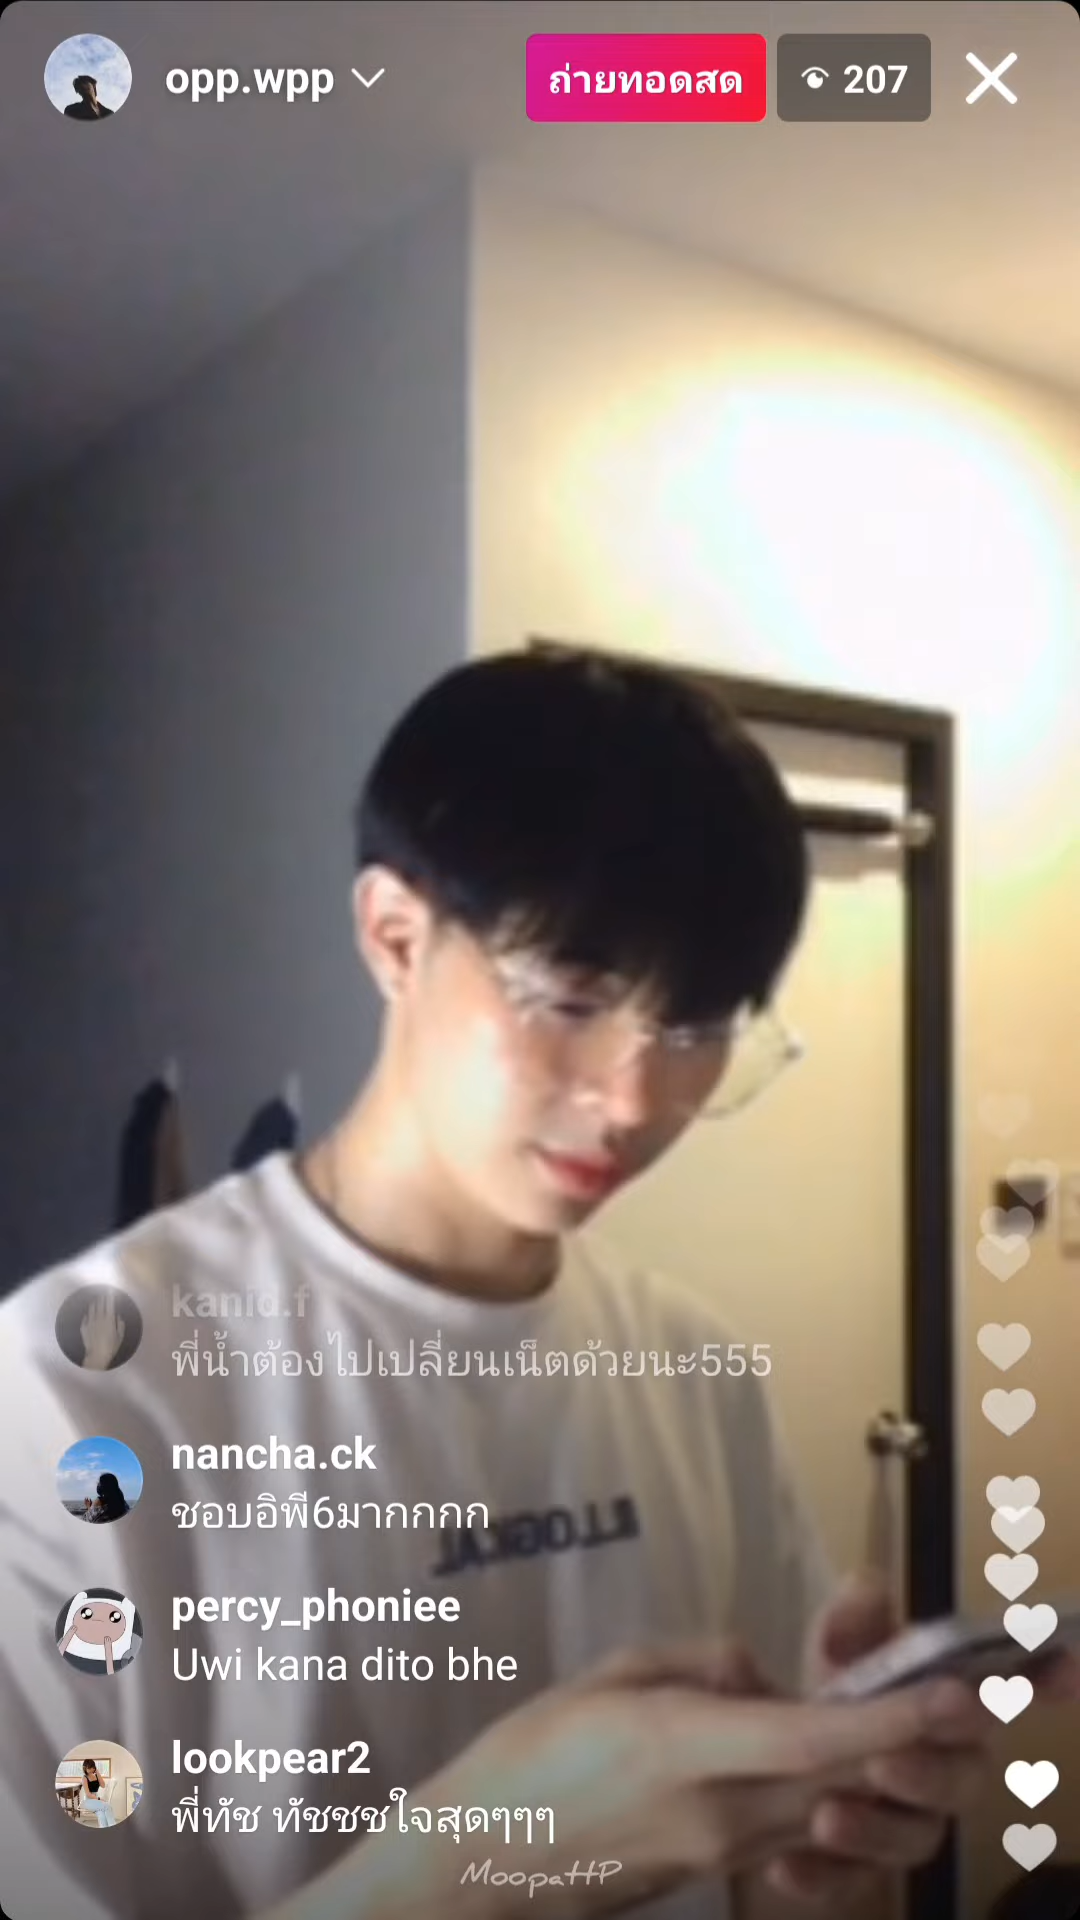 opp.wpp
ถ่ายทอดสด
207
kanid.f
พี่น้ำต้องไปเปลี่ยนเน็ตด้วยนะ555
nancha.ck
ชอบอิพี6มากกกก
ILLOGICAL
percy_phoniee
Uwi kana dito bhe
lookpear2
พี่ทัช ทัชชชใจสุดๆๆๆ
MoopaHP